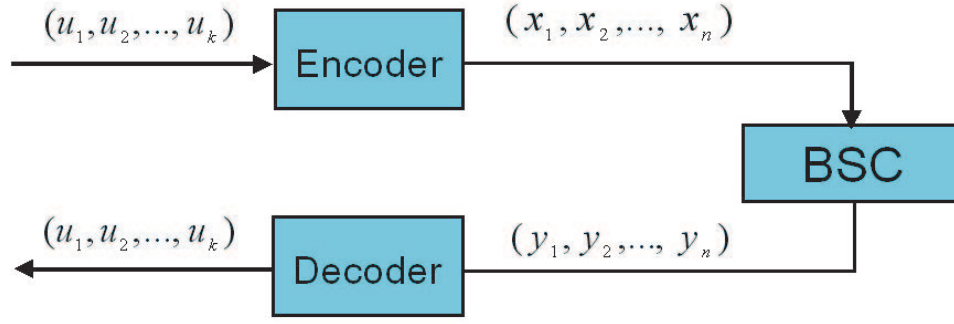 (u₁, u₂, ..., uₖ)
(x₁, x₂, ..., xₙ)
Encoder
BSC
(u₁, u₂, ..., uₖ)
(y₁, y₂, ..., yₙ)
Decoder